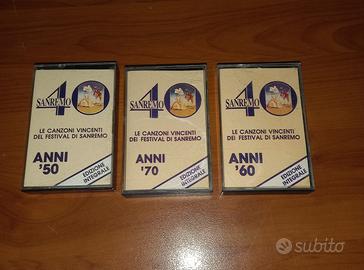 40
SANREMO
LE CANZONI VINCENTI
DEL FESTIVAL DI SANREMO
ANNI
'50
EDIZIONE
INTEGRALE
40
SANREMO
LE CANZONI VINCENTI
DEI FESTIVAL DI SANREMO
ANNI
'70
EDIZIONE
INTEGRALE
40
SANREMO
LE CANZONI VINCENTI
DEI FESTIVAL DI SANREMO
ANNI
'60
EDIZIONE
INTEGRALE
subito